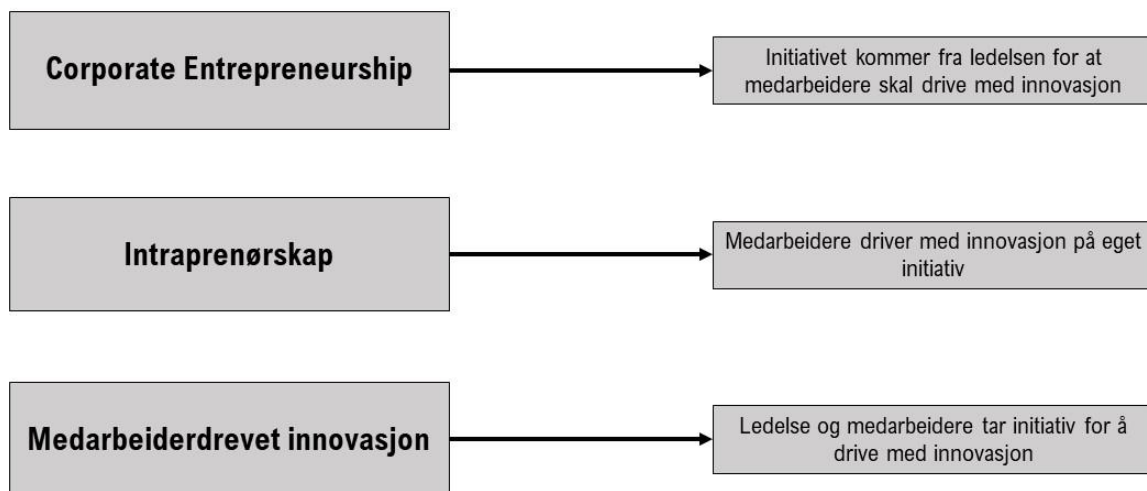 Corporate Entrepreneurship
Initiativet kommer fra ledelsen for at
medarbeidere skal drive med innovasjon
Intraprenørskap
Medarbeidere driver med innovasjon på eget
initiativ
Medarbeiderdrevet innovasjon
Ledelse og medarbeidere tar initiativ for å
drive med innovasjon